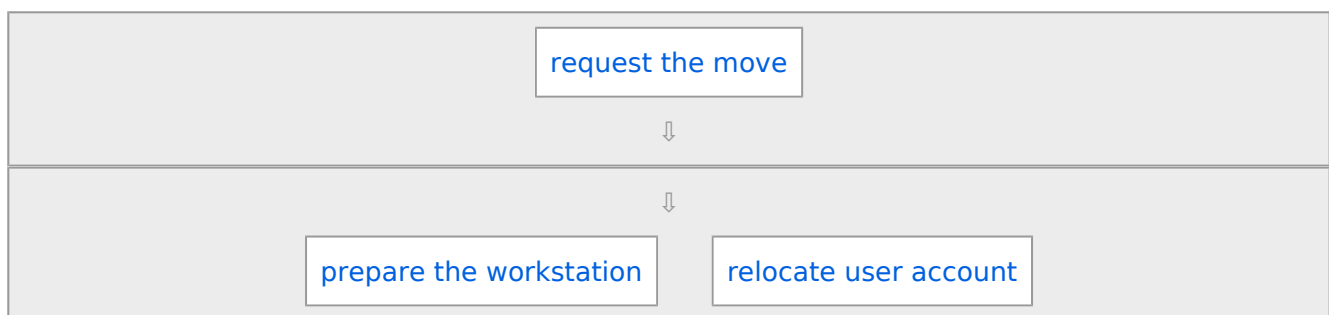 request the move
⇩
⇩
prepare the workstation relocate user account